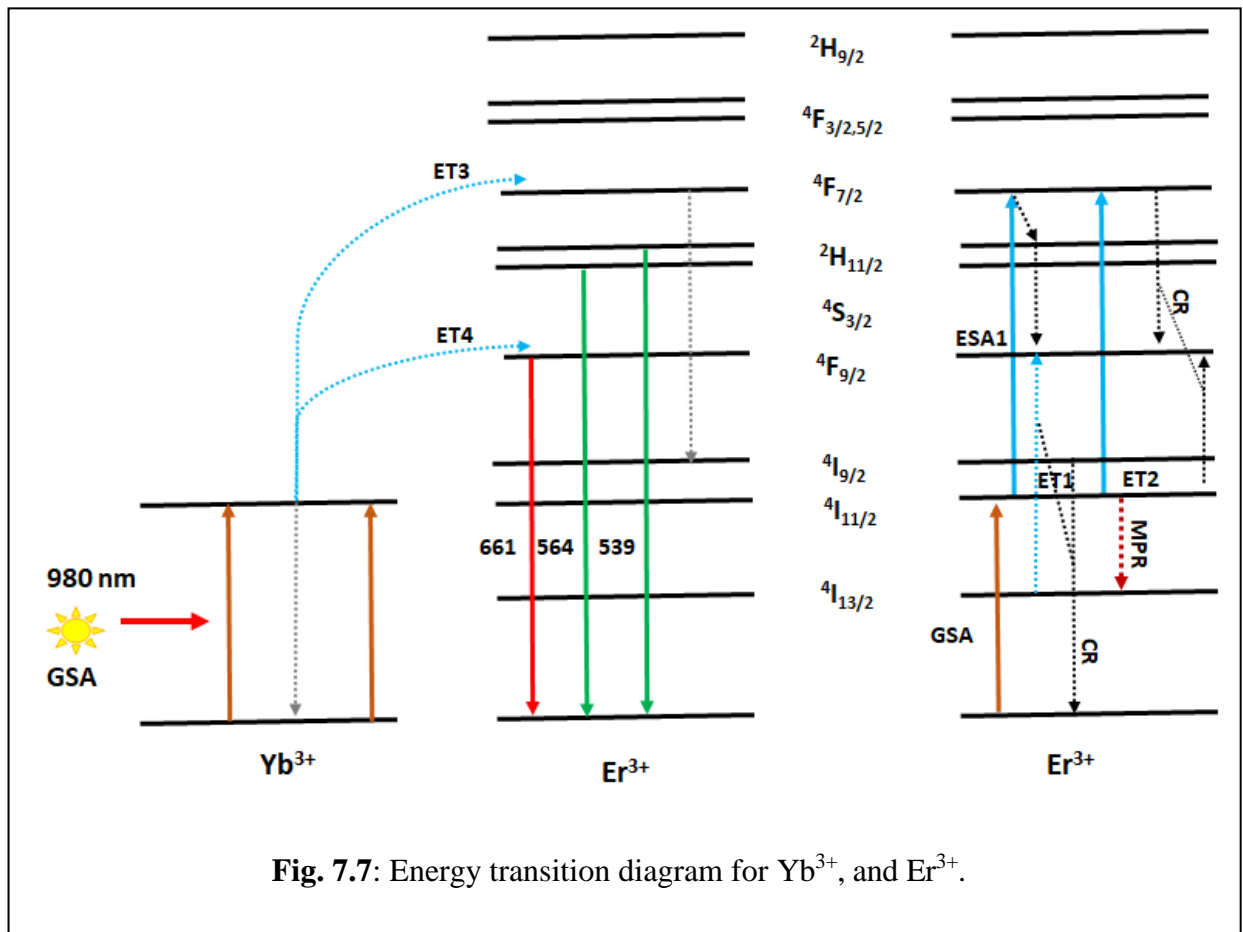 ²H₉/₂
⁴F₃/₂,₅/₂
ET3
⁴F₇/₂
²H₁₁/₂
⁴S₃/₂
CR
ET4
ESA1
⁴F₉/₂
⁴I₉/₂
ET1
ET2
⁴I₁₁/₂
661 564 539
MPR
980 nm
⁴I₁₃/₂
GSA
GSA
CR
Yb³⁺
Er³⁺
Er³⁺
Fig. 7.7: Energy transition diagram for Yb³⁺, and Er³⁺.